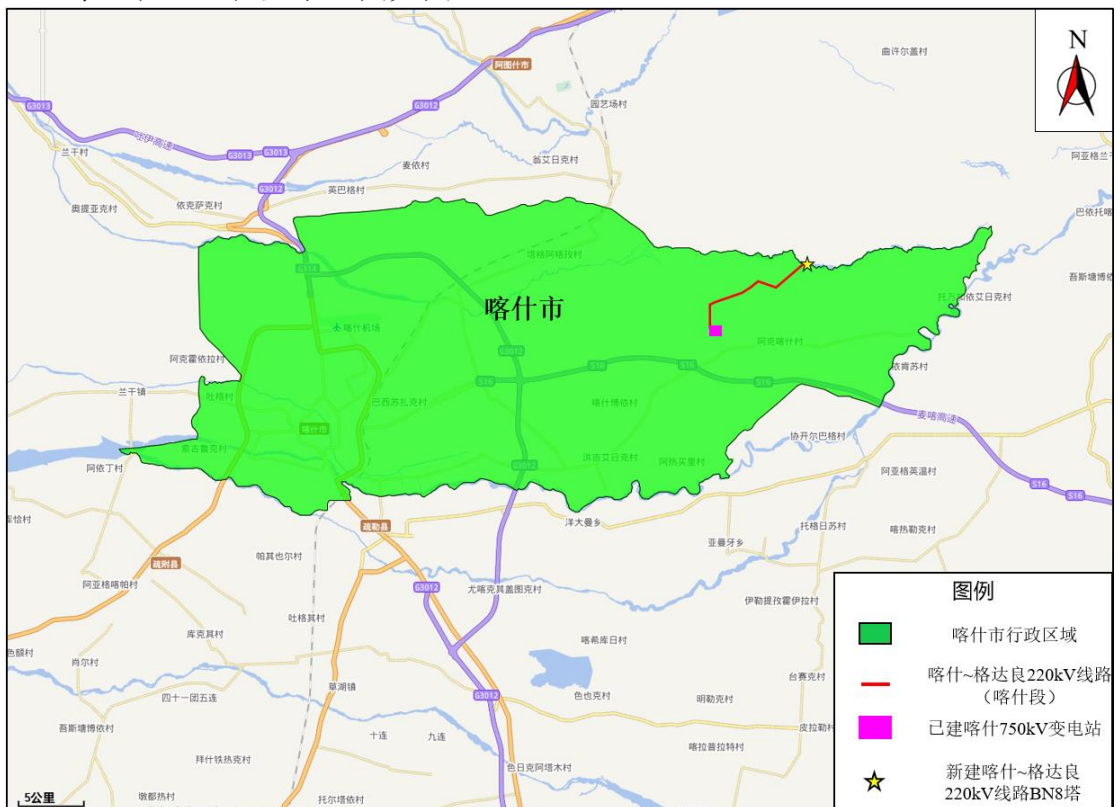 N
曲许尔盖村
阿图什市
G3012
园艺场村
G3013
吐伊高速
兰干村
G3013
G3013
麦依村
翁艾日克村
阿亚格兰干
G3012
英巴格村
奥提亚克村
依克萨克村
巴依托喀
塔格阿格孜村
吾斯塘博依
G314
托万加依艾日克村
喀什市
喀什机场
阿克喀什村
阿克霍依拉村
G3012
依肯苏村
S16
S16
S16
兰干镇
吐格村
巴西苏扎克村
喀什博依村
麦喀高速
喀什市
协开尔巴格村
帕古鲁克村
洪吉艾日克村
阿热买里村
阿依丁村
G3012
阿亚格英温村
S16
S16
洋大曼乡
疏勒县
托格日苏村
喀热勒克村
亚曼牙乡
帕其也尔村
疏附县
阿亚格喀帕村
G3012
尤喀克其盖图克村
伊勒提孜霍伊拉村
吐格其村
库克其村
喀希库日村
色额村
肖尔村
草湖镇
G3012
色也克村
明勒克村
台赛克村
四十一团五连
吾斯塘博依村
十连
九连
皮拉勒村
喀拉普拉特村
拜什铁热克村
色日克阿塔木村
5公里
墩都热村
托尔塔依村
图例
喀什市行政区域
喀什~格达良220kV线路
（喀什段）
已建喀什750kV变电站
新建喀什~格达良
220kV线路BN8塔